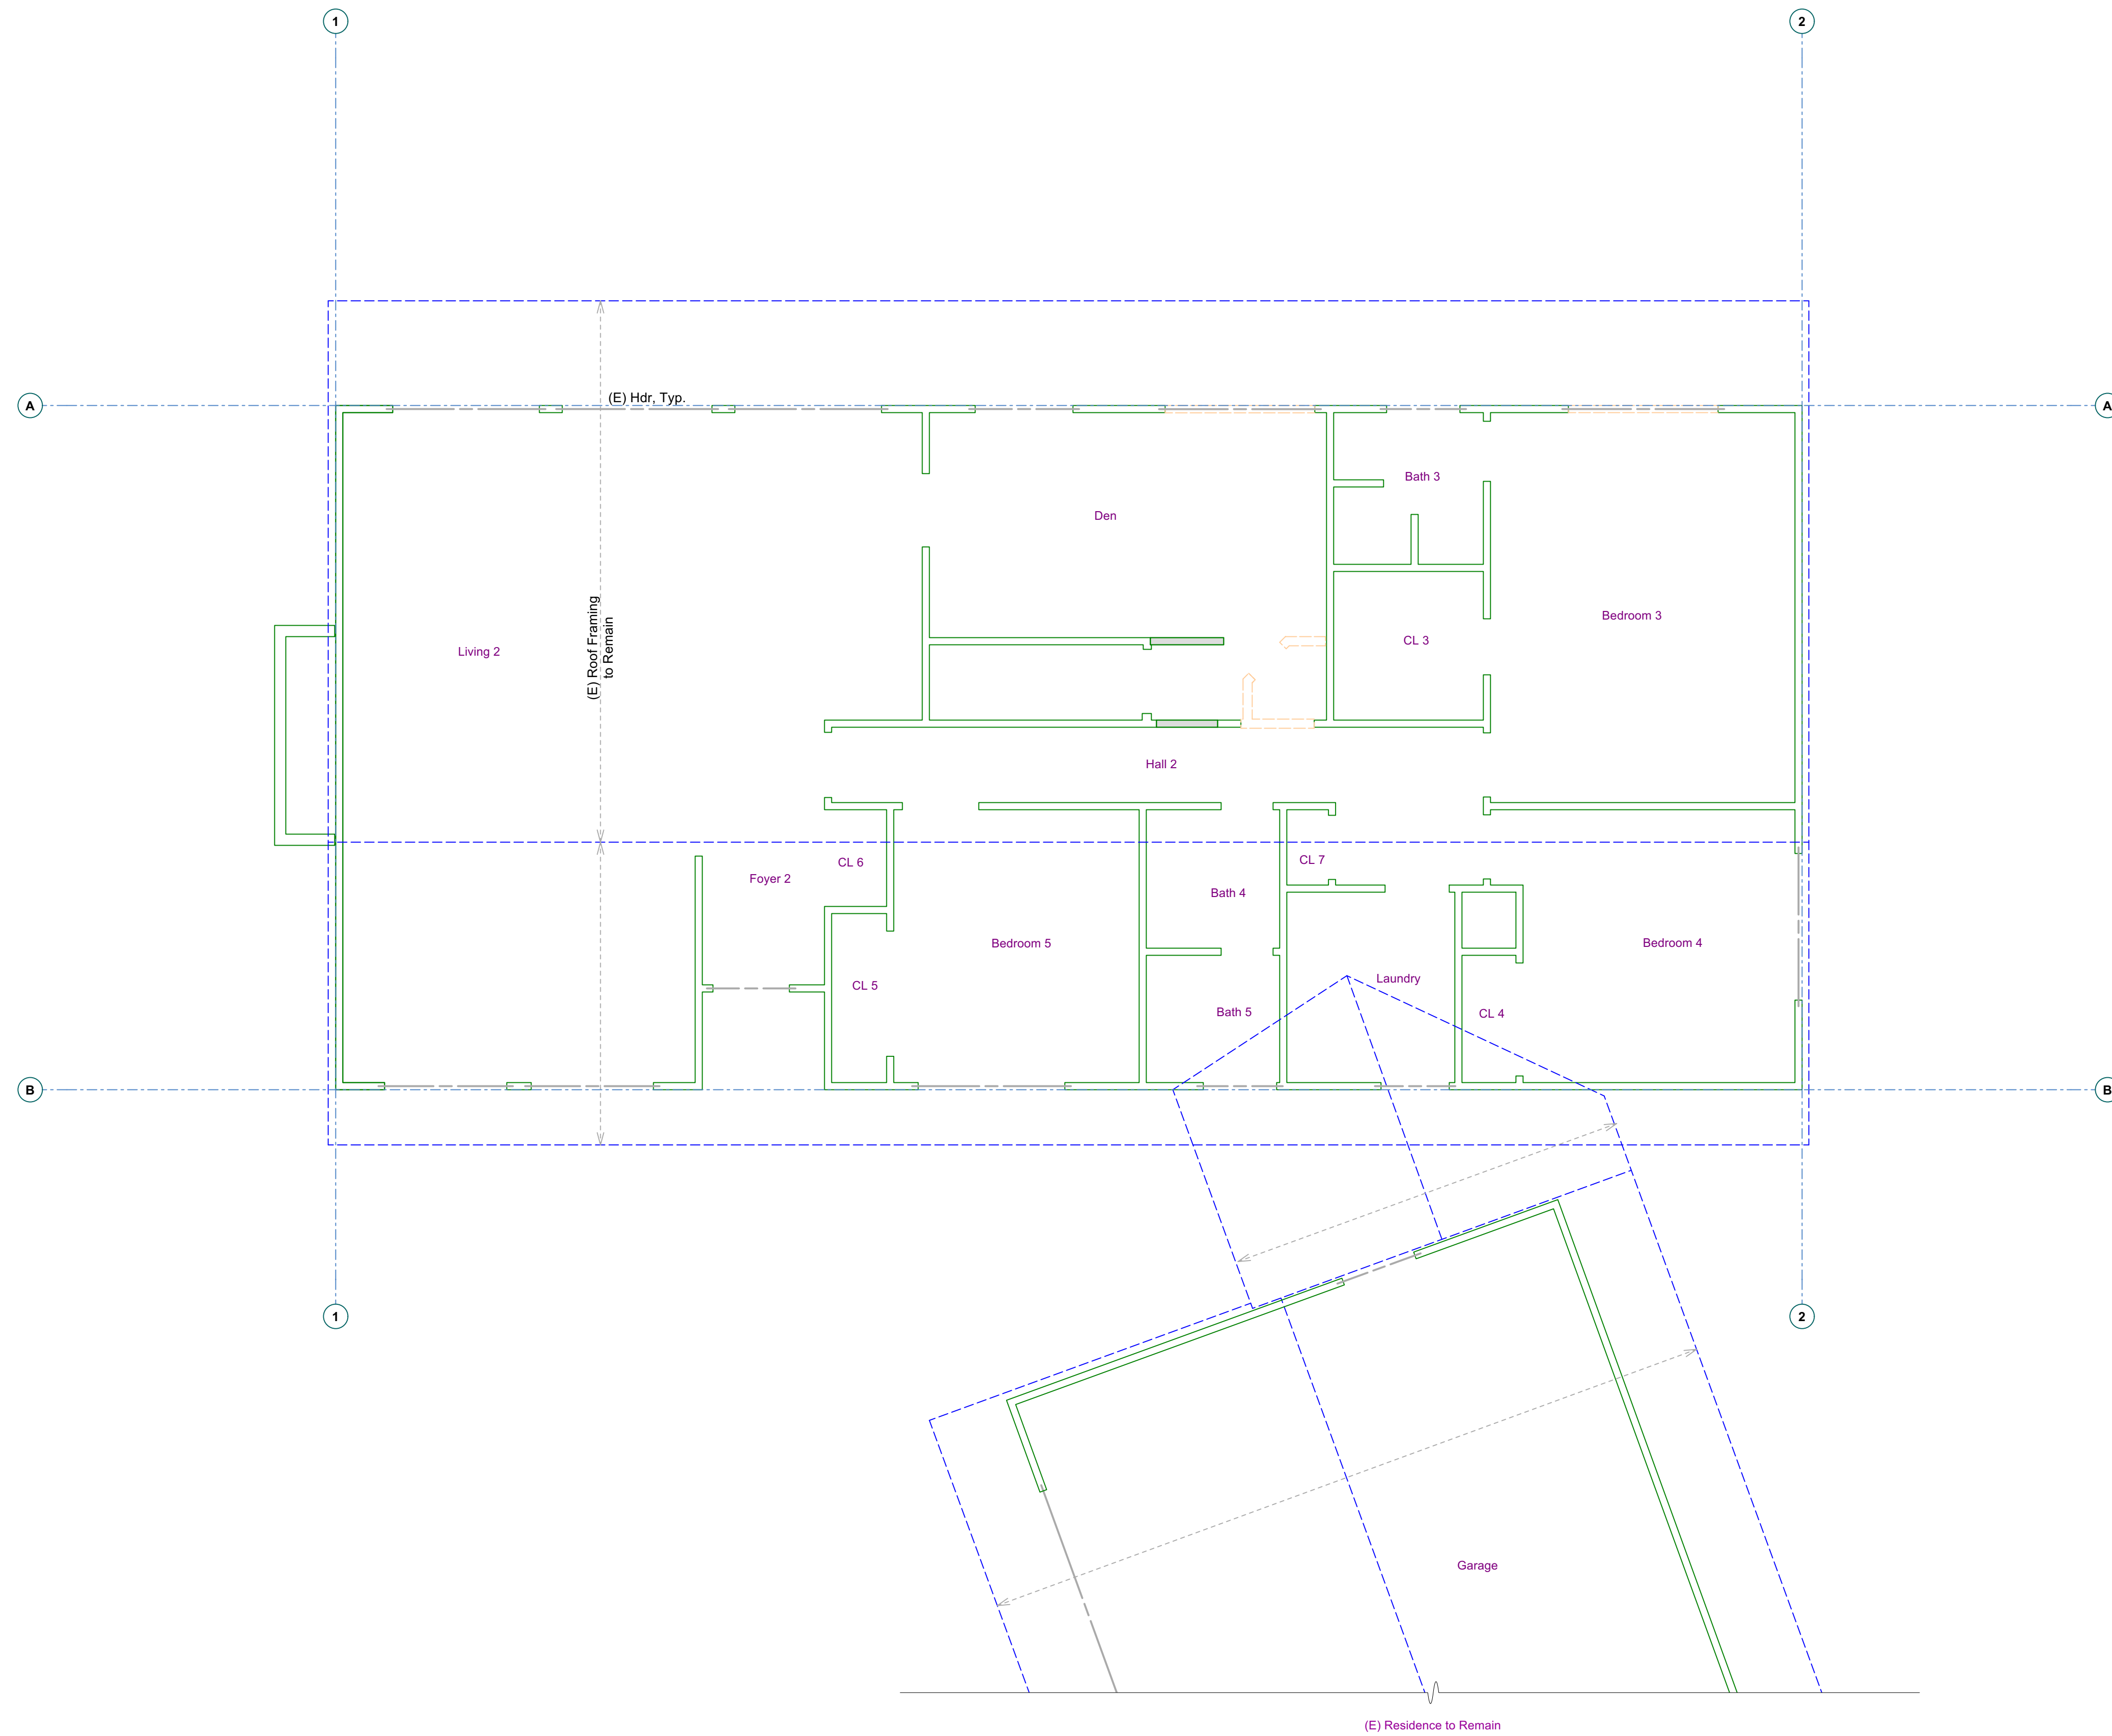 1
2
(E) Hdr, Typ.
A
A
Bath 3
Den
(E) Roof Framing
to Remain
Bedroom 3
CL 3
Living 2
Hall 2
CL 6
CL 7
Foyer 2
Bath 4
Bedroom 5
Bedroom 4
Laundry
CL 5
Bath 5
CL 4
B
B
1
2
Garage
(E) Residence to Remain